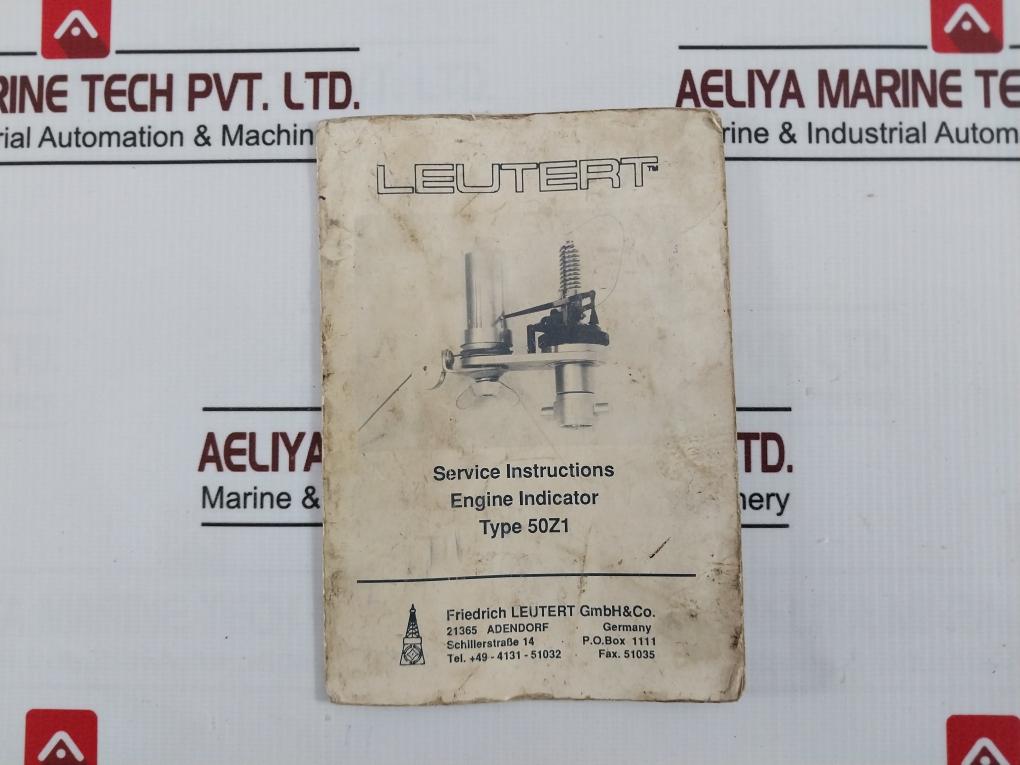 RINE TECH PVT. LTD.
rial Automation & Machin
AELIYA MARINE TE
rine & Industrial Autom
LEUTERT™
AELIYA
TD.
Marine &
nery
Service Instructions
Engine Indicator
Type 50Z1
Friedrich LEUTERT GmbH&Co.
21365 ADENDORF Germany
Schillerstraße 14 P.O.Box 1111
Tel. +49 - 4131 - 51032 Fax. 51035